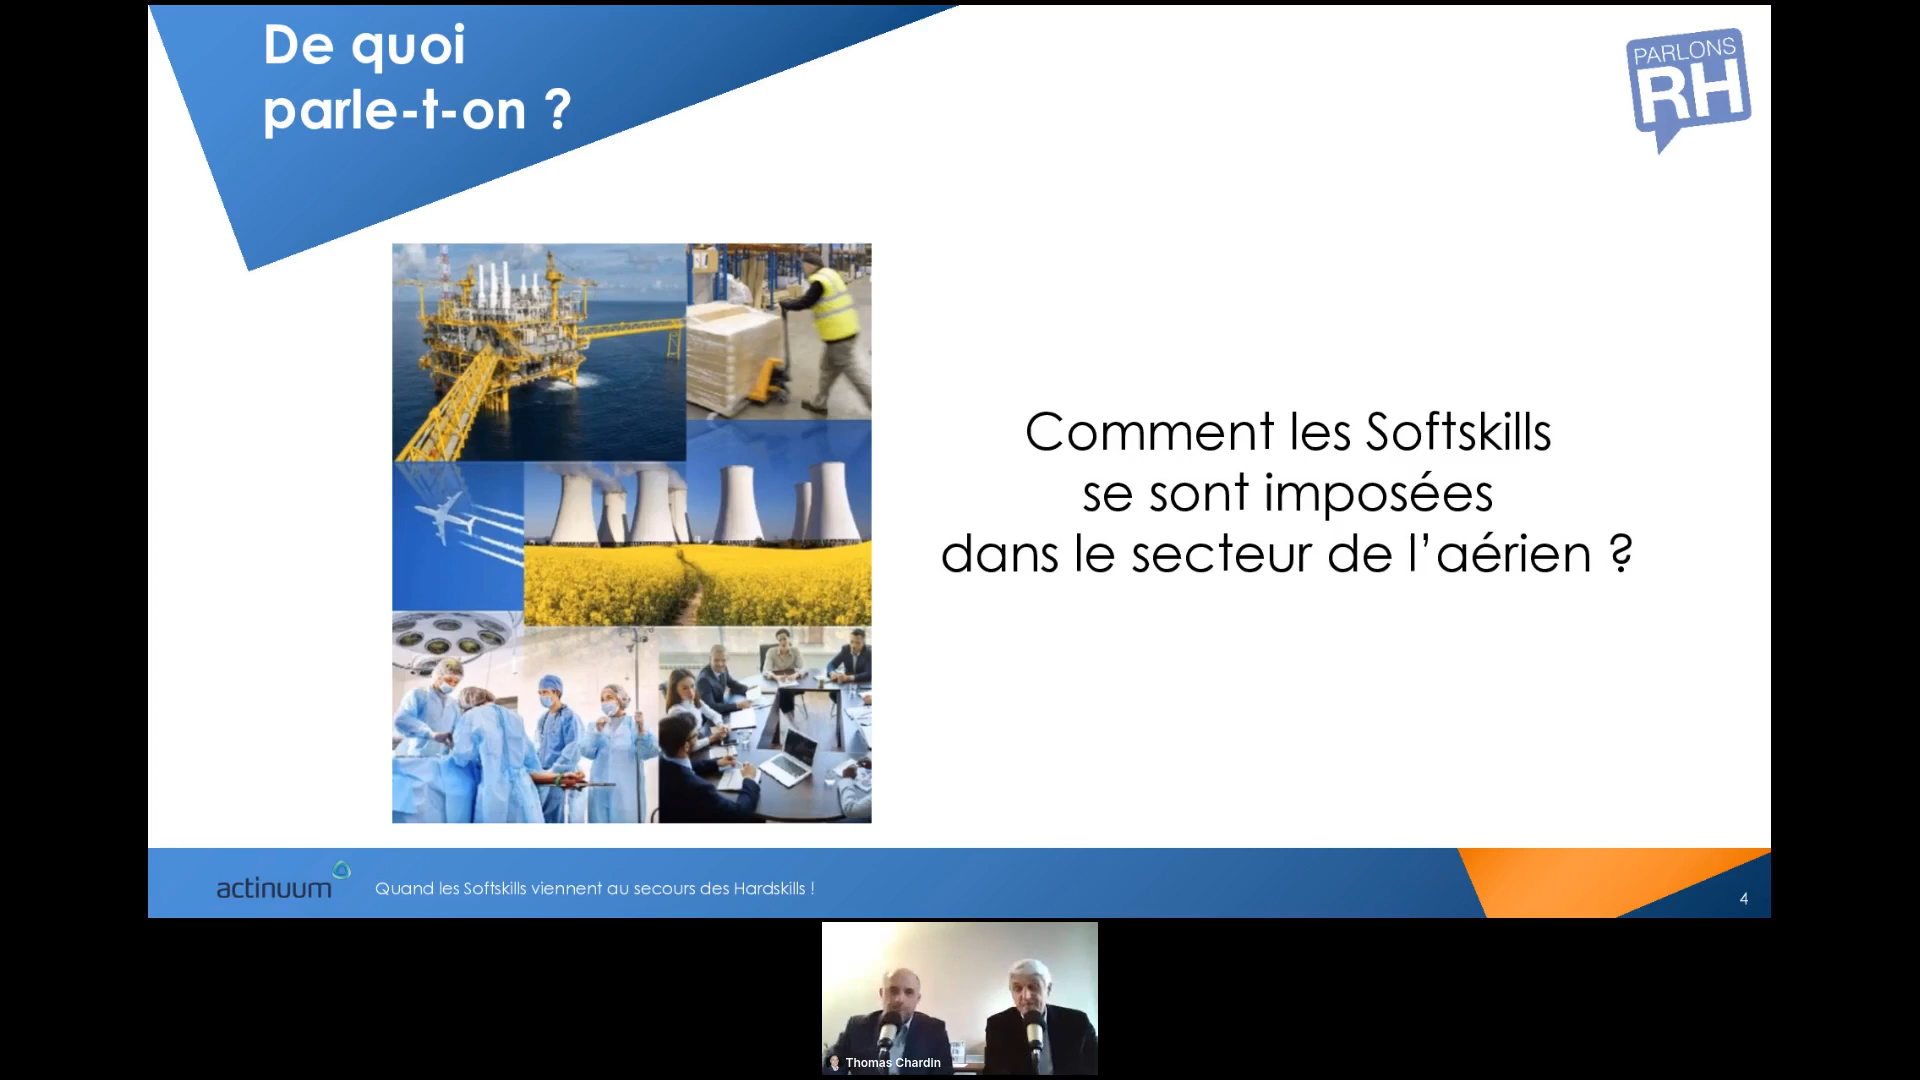 De quoi
parle-t-on ?
PARLONS
RH
Comment les Softskills
se sont imposées
dans le secteur de l’aérien ?
actinuum
Quand les Softskills viennent au secours des Hardskills !
4
Thomas Chardin